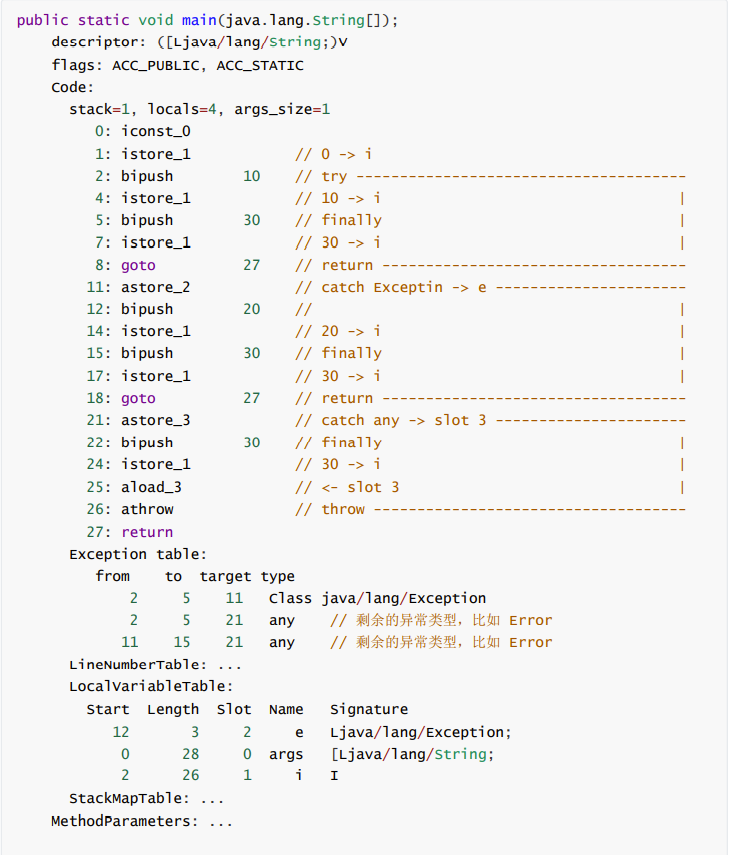 public static void main(java.lang.String[]);
    descriptor: ([Ljava/lang/String;)V
    flags: ACC_PUBLIC, ACC_STATIC
    Code:
      stack=1, locals=4, args_size=1
         0: iconst_0
         1: istore_1            // 0 -> i
         2: bipush        10    // try --------------------------------------
         4: istore_1            // 10 -> i                                  |
         5: bipush        30    // finally                                  |
         7: istore_1            // 30 -> i                                  |
         8: goto          27    // return -----------------------------------
        11: astore_2            // catch Exceptin -> e ----------------------
        12: bipush        20    //                                          |
        14: istore_1            // 20 -> i                                  |
        15: bipush        30    // finally                                  |
        17: istore_1            // 30 -> i                                  |
        18: goto          27    // return -----------------------------------
        21: astore_3            // catch any -> slot 3 ----------------------
        22: bipush        30    // finally                                  |
        24: istore_1            // 30 -> i                                  |
        25: aload_3             // <- slot 3                                |
        26: athrow              // throw ------------------------------------
        27: return
      Exception table:
         from    to  target type
             2     5    11   Class java/lang/Exception
             2     5    21   any    // 剩余的异常类型，比如 Error
            11    15    21   any    // 剩余的异常类型，比如 Error
      LineNumberTable: ...
      LocalVariableTable:
        Start  Length  Slot  Name   Signature
           12       3     2     e   Ljava/lang/Exception;
            0      28     0  args   [Ljava/lang/String;
            2      26     1     i   I
      StackMapTable: ...
    MethodParameters: ...